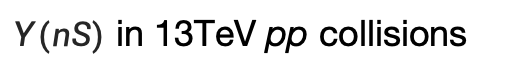 Υ(nS) in 13TeV pp collisions